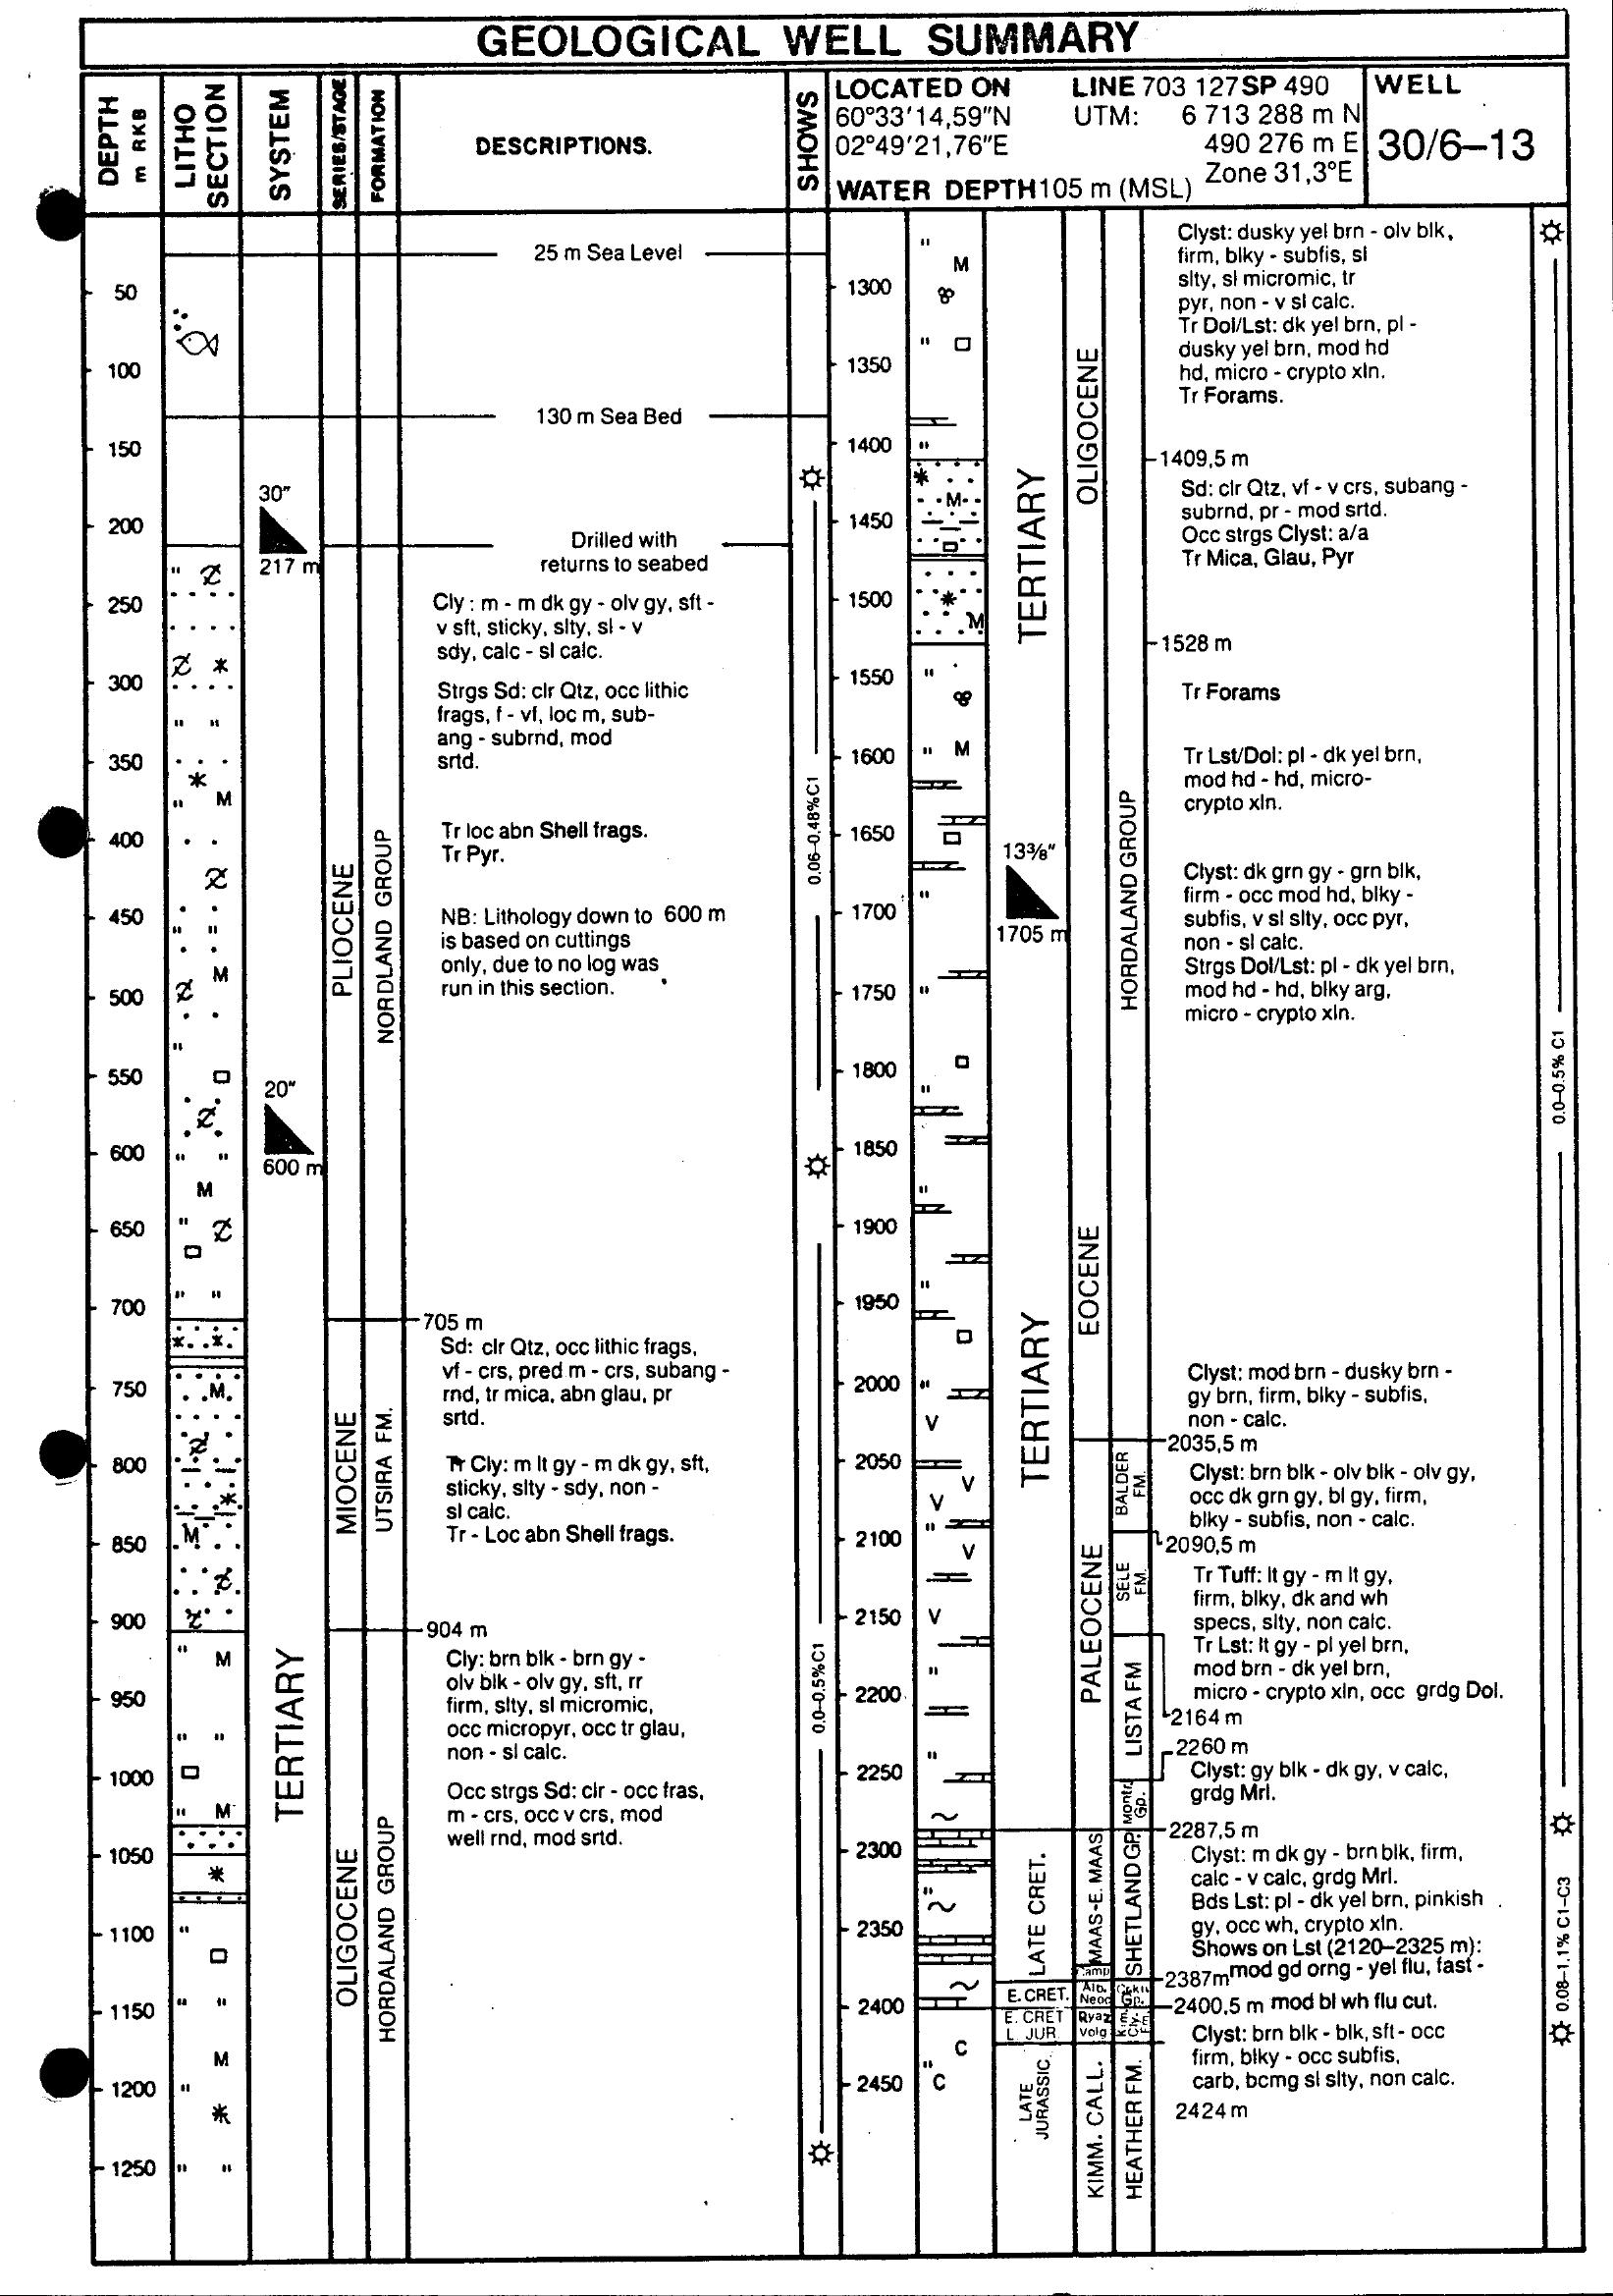 GEOLOGICAL WELL SUMMARY
DEPTH
m RKB
LITHO
SECTION
SYSTEM
SERIES/STAGE
FORMATION
DESCRIPTIONS.
SHOWS
LOCATED ON
60°33'14,59"N
02°49'21,76"E
LINE 703 127 SP 490
UTM: 6 713 288 m N
490 276 m E
Zone 31,3°E
WATER DEPTH 105 m (MSL)
WELL
30/6–13
50
100
150
200
250
300
350
400
450
500
550
600
650
700
750
800
850
900
950
1000
1050
1100
1150
1200
1250
M
M
M
M
M
M
M
M
M
30"
217 m
20"
600 m
TERTIARY
PLIOCENE
MIOCENE
OLIGOCENE
NORDLAND GROUP
UTSIRA FM.
HORDALAND GROUP
25 m Sea Level
130 m Sea Bed
Drilled with
returns to seabed
Cly : m - m dk gy - olv gy, sft -
v sft, sticky, slty, sl - v
sdy, calc - sl calc.
Strgs Sd: clr Qtz, occ lithic
frags, f - vf, loc m, sub-
ang - subrnd, mod
srtd.
Tr loc abn Shell frags.
Tr Pyr.
NB: Lithology down to 600 m
is based on cuttings
only, due to no log was
run in this section.
705 m
Sd: clr Qtz, occ lithic frags,
vf - crs, pred m - crs, subang -
rnd, tr mica, abn glau, pr
srtd.
Cly: m lt gy - m dk gy, sft,
sticky, slty - sdy, non -
sl calc.
Tr - Loc abn Shell frags.
904 m
Cly: brn blk - brn gy -
olv blk - olv gy, sft, rr
firm, slty, sl micromic,
occ micropyr, occ tr glau,
non - sl calc.
Occ strgs Sd: clr - occ fras,
m - crs, occ v crs, mod
well rnd, mod srtd.
0.06–0.48%C1
0.0–0.5%C1
1300
1350
1400
1450
1500
1550
1600
1650
1700
1750
1800
1850
1900
1950
2000
2050
2100
2150
2200
2250
2300
2350
2400
2450
M
M
M
M
V
V
V
V
V
C
C
TERTIARY
13⅜"
1705 m
TERTIARY
LATE CRET.
E. CRET.
E. CRET
L. JUR
LATE
JURASSIC.
OLIGOCENE
EOCENE
PALEOCENE
MAAS-E. MAAS
Camp
Alb.
Neoc
Ryaz
Volg
KIMM. CALL.
HORDALAND GROUP
BALDER
FM.
SELE
FM.
LISTA FM
Montr.
Gp.
SHETLAND GP.
Gp.
HEATHER FM.
Clyst: dusky yel brn - olv blk,
firm, blky - subfis, sl
slty, sl micromic, tr
pyr, non - v sl calc.
Tr Dol/Lst: dk yel brn, pl -
dusky yel brn, mod hd
hd, micro - crypto xln.
Tr Forams.
1409,5 m
Sd: clr Qtz, vf - v crs, subang -
subrnd, pr - mod srtd.
Occ strgs Clyst: a/a
Tr Mica, Glau, Pyr
1528 m
Tr Forams
Tr Lst/Dol: pl - dk yel brn,
mod hd - hd, micro-
crypto xln.
Clyst: dk grn gy - grn blk,
firm - occ mod hd, blky -
subfis, v sl slty, occ pyr,
non - sl calc.
Strgs Dol/Lst: pl - dk yel brn,
mod hd - hd, blky arg,
micro - crypto xln.
Clyst: mod brn - dusky brn -
gy brn, firm, blky - subfis,
non - calc.
2035,5 m
Clyst: brn blk - olv blk - olv gy,
occ dk grn gy, bl gy, firm,
blky - subfis, non - calc.
2090,5 m
Tr Tuff: lt gy - m lt gy,
firm, blky, dk and wh
specs, slty, non calc.
Tr Lst: lt gy - pl yel brn,
mod brn - dk yel brn,
micro - crypto xln, occ grdg Dol.
2164 m
2260 m
Clyst: gy blk - dk gy, v calc,
grdg Mrl.
2287,5 m
Clyst: m dk gy - brn blk, firm,
calc - v calc, grdg Mrl.
Bds Lst: pl - dk yel brn, pinkish
gy, occ wh, crypto xln.
Shows on Lst (2120–2325 m):
2387m mod gd orng - yel flu, fast -
2400,5 m mod bl wh flu cut.
Clyst: brn blk - blk, sft - occ
firm, blky - occ subfis,
carb, bcmg sl slty, non calc.
2424 m
0.0–0.5% C1
0.08–1.1% C1–C3